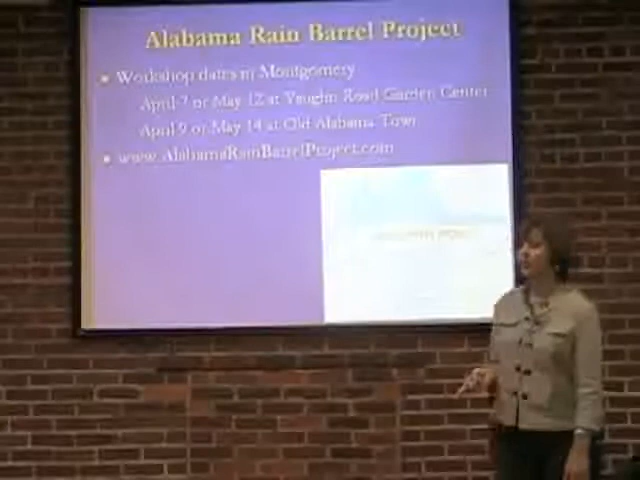 Alabama Rain Barrel Project
Workshop dates in Montgomery
April 7 or May 12 at Vaughn Road Garden Center
April 9 or May 14 at Old Alabama Town
www.AlabamaRainBarrelProject.com